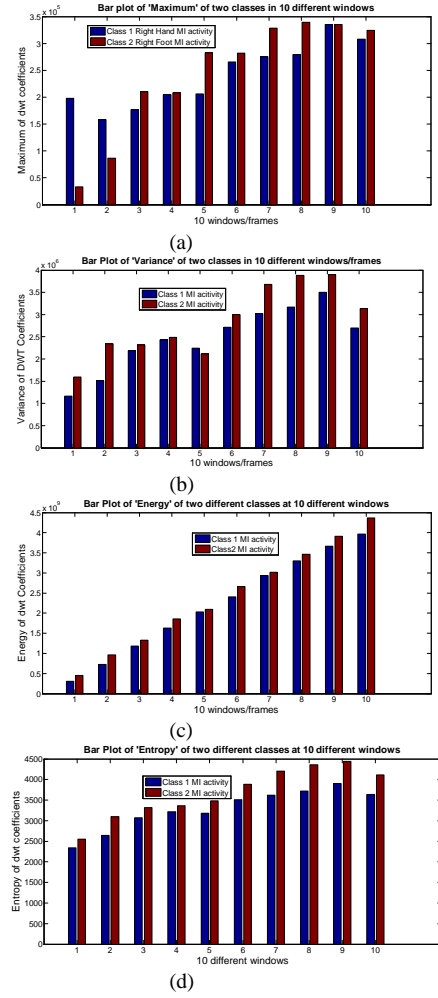 Bar plot of 'Maximum' of two classes in 10 different windows
x 10^5
3.5
3
2.5
2
1.5
1
0.5
0
Maximum of dwt coefficients
Class 1 Right Hand MI activity
Class 2 Right Foot MI activity
1 2 3 4 5 6 7 8 9 10
10 windows/frames
(a)
Bar Plot of 'Variance' of two classes in 10 different windows/frames
x 10^6
4
3.5
3
2.5
2
1.5
1
0.5
0
Variance of DWT Coefficients
Class 1 MI acitivity
Class 2 MI acitivity
1 2 3 4 5 6 7 8 9 10
10 windows/frames
(b)
Bar Plot of 'Energy' of two different classes at 10 different windows
x 10^9
4.5
4
3.5
3
2.5
2
1.5
1
0.5
0
Energy of dwt Coefficients
Class 1 MI activity
Class2 MI activity
1 2 3 4 5 6 7 8 9 10
10 windows/frames
(c)
Bar Plot of 'Entropy' of two different classes at 10 different windows
4500
4000
3500
3000
2500
2000
1500
1000
500
0
Entropy of dwt coefficients
Class 1 MI activity
Class 2 MI activity
1 2 3 4 5 6 7 8 9 10
10 different windows
(d)